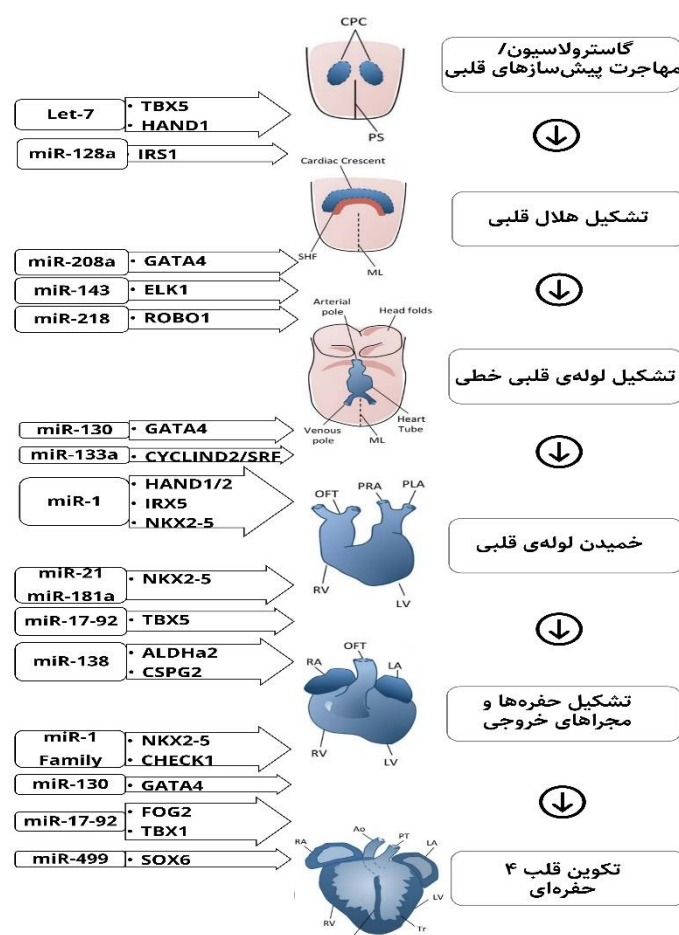 CPC
PS
گاسترولاسیون/
مهاجرت پیش‌سازهای قلبی
Let-7
• TBX5
• HAND1
miR-128a
• IRS1
Cardiac Crescent
SHF
ML
تشکیل هلال قلبی
miR-208a
• GATA4
miR-143
• ELK1
miR-218
• ROBO1
Arterial
pole
Head folds
Venous
pole
ML
Heart
Tube
تشکیل لوله‌ی قلبی خطی
miR-130
• GATA4
miR-133a
• CYCLIND2/SRF
miR-1
• HAND1/2
• IRX5
• NKX2-5
OFT
PRA
PLA
RV
LV
خمیدن لوله‌ی قلبی
miR-21
miR-181a
• NKX2-5
miR-17-92
• TBX5
miR-138
• ALDHa2
• CSPG2
OFT
RA
LA
RV
LV
تشکیل حفره‌ها و
مجراهای خروجی
miR-1
Family
• NKX2-5
• CHECK1
miR-130
• GATA4
miR-17-92
• FOG2
• TBX1
miR-499
• SOX6
Ao
PT
RA
LA
RV
LV
Tr
تکوین قلب ۴
حفره‌ای